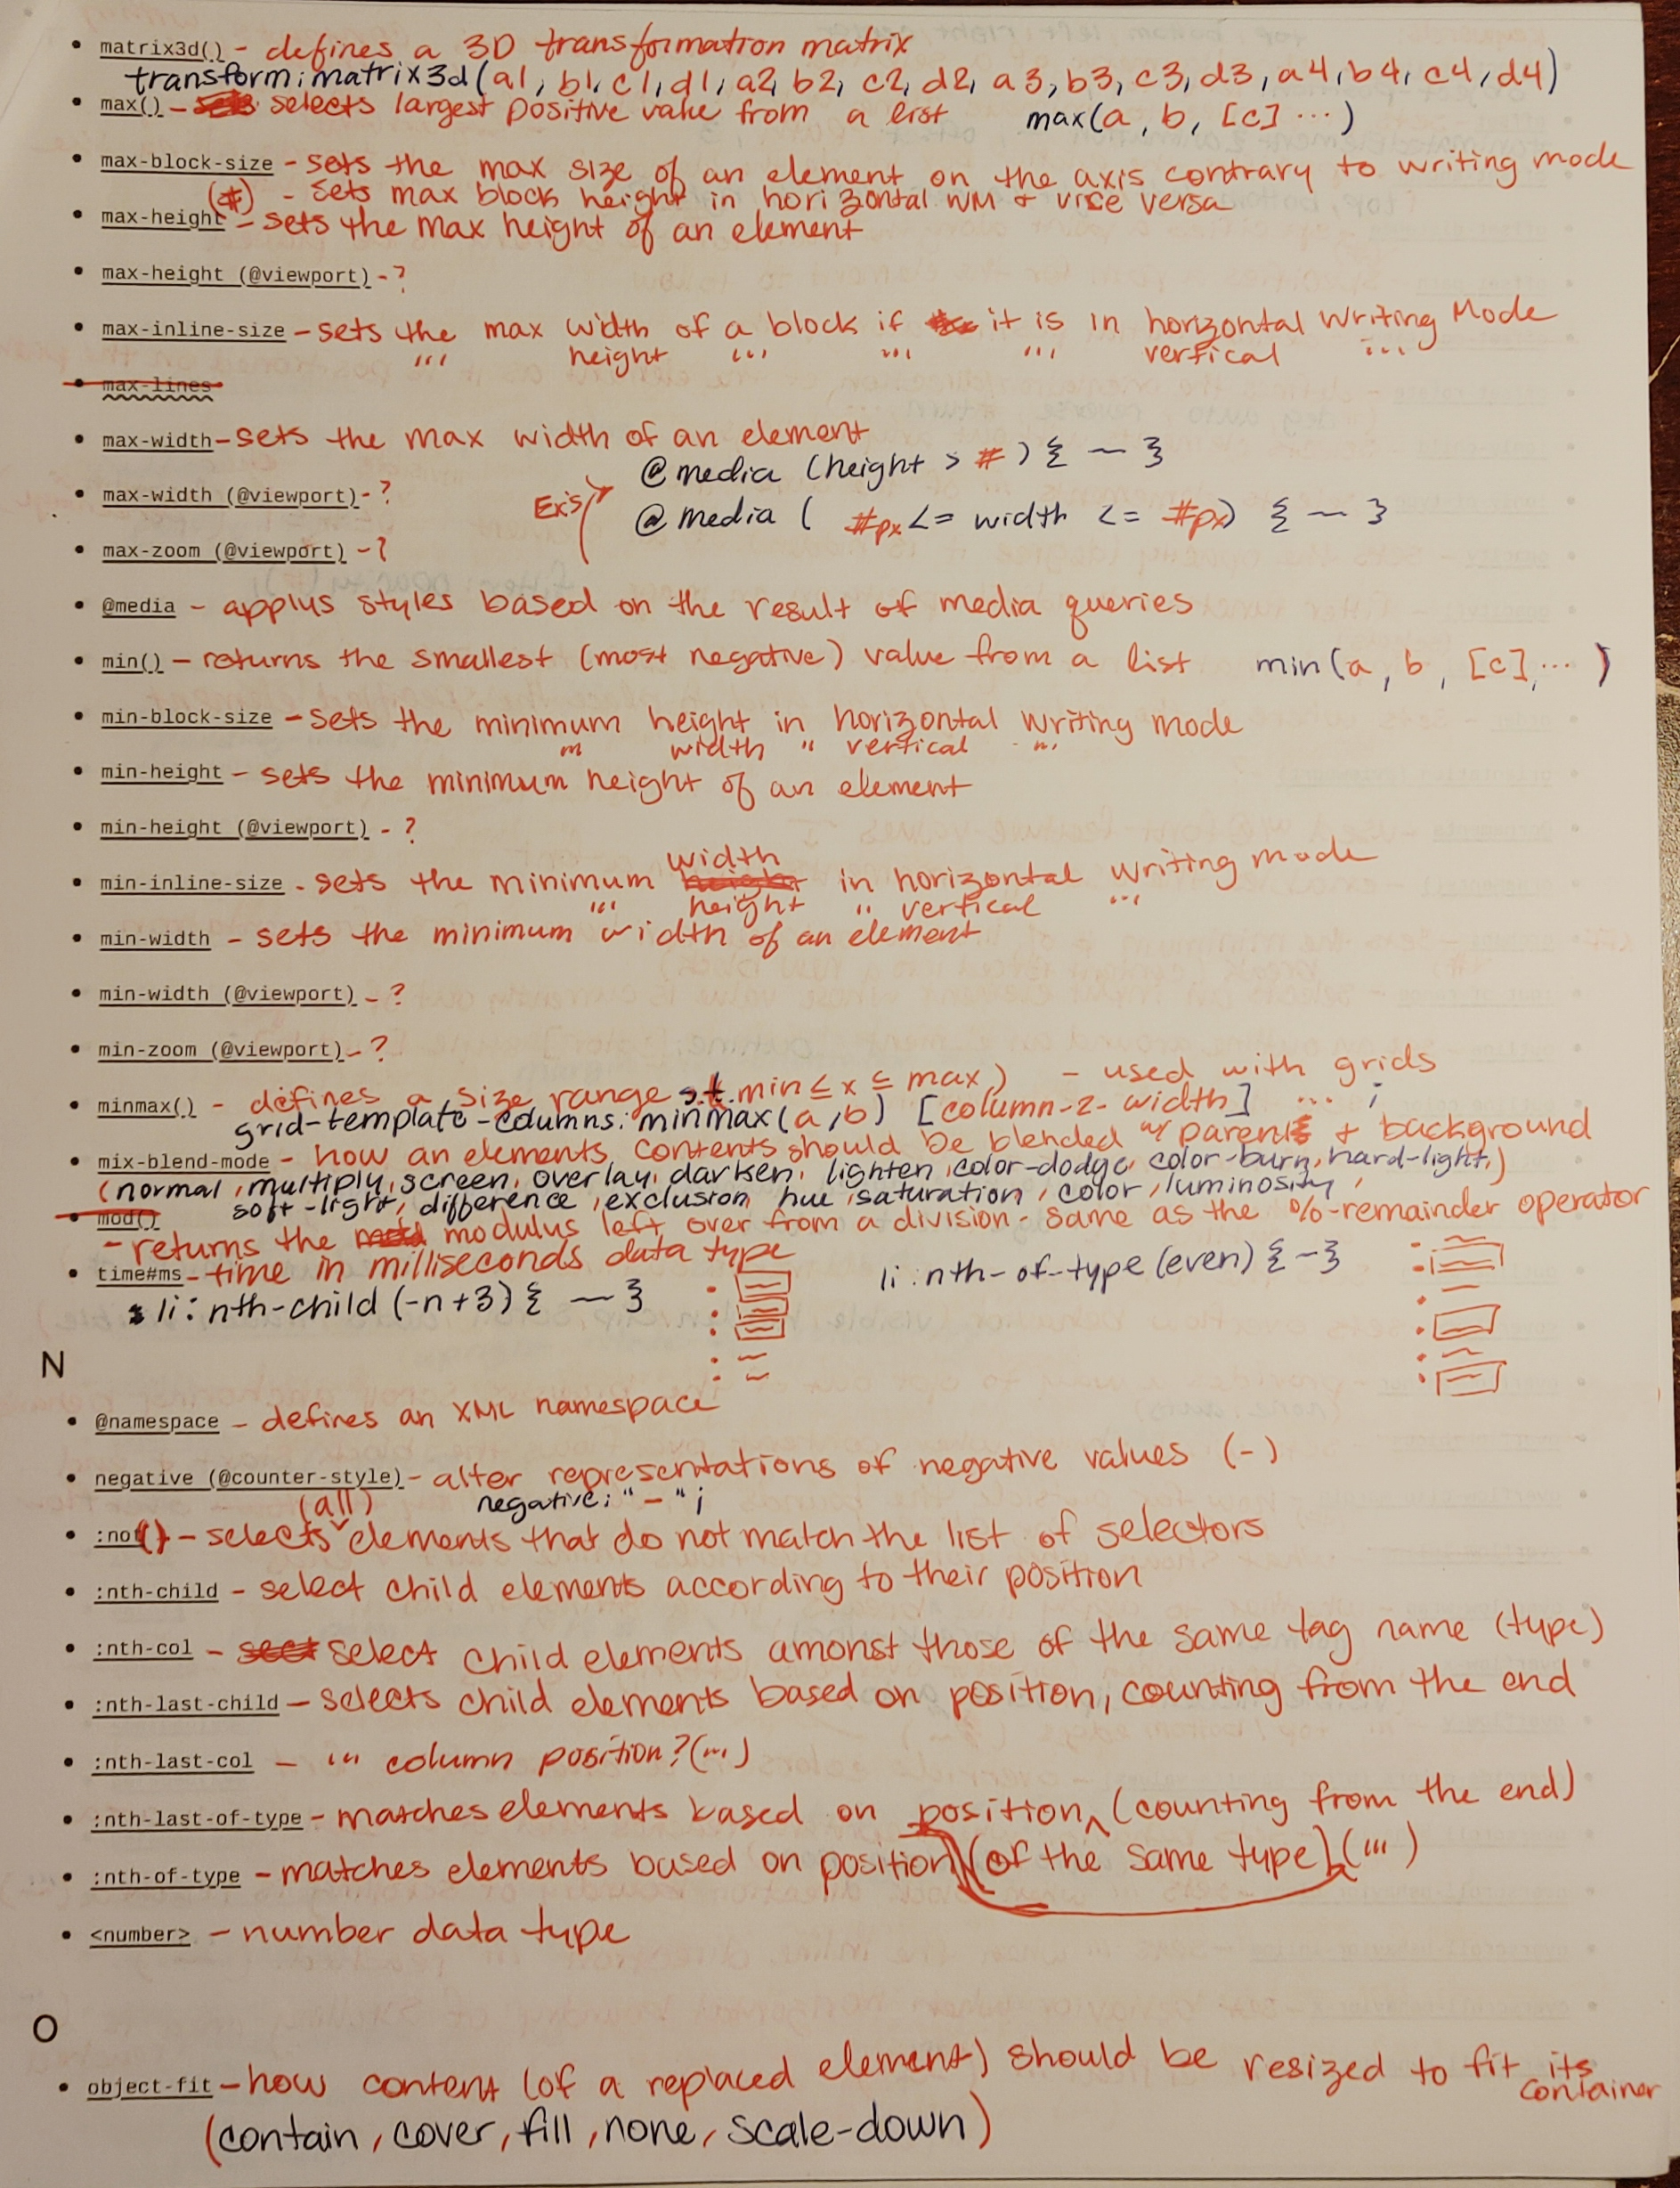 • matrix3d() - defines a 3D transformation matrix
transform: matrix3d(a1, b1, c1, d1, a2, b2, c2, d2, a3, b3, c3, d3, a4, b4, c4, d4)
• max() - selects largest positive value from a list max(a, b, [c] ...)
• max-block-size - sets the max size of an element on the axis contrary to writing mode
(#) - sets max block height in horizontal WM & vice versa
• max-height - sets the max height of an element
• max-height (@viewport) - ?
• max-inline-size - sets the max width of a block if it is in horizontal writing Mode
''' height ''' ''' ''' vertical '''
• max-lines
• max-width - sets the max width of an element
@media (height > #) { ~ }
• max-width (@viewport) - ? Ex's
@media ( #px <= width <= #px) { ~ }
• max-zoom (@viewport) - ?
• @media - applus styles based on the result of media queries
• min() - returns the smallest (most negative) value from a list min(a, b, [c], ... )
• min-block-size - sets the minimum height in horizontal writing mode
''' width " vertical '''
• min-height - sets the minimum height of an element
• min-height (@viewport) - ?
width
• min-inline-size - sets the minimum height in horizontal writing mode
''' height " vertical '''
• min-width - sets the minimum width of an element
• min-width (@viewport) - ?
• min-zoom (@viewport) - ?
• minmax() - defines a size range s.t. min ≤ x ≤ max) - used with grids
grid-template-columns: minmax(a,b) [column-2-width] ... ;
• mix-blend-mode - how an elements contents should be blended w/ parent & background
(normal, multiply, screen, overlay, darken, lighten, color-dodge, color-burn, hard-light,)
soft-light, difference, exclusion, hue, saturation, color, luminosity,
• mod()
- returns the modulus left over from a division - same as the %-remainder operator
• time#ms - time in milliseconds data type
li:nth-of-type(even) { ~ }
li:nth-child(-n+3) { ~ }
N
• @namespace - defines an XML namespace
• negative (@counter-style) - alter representations of negative values (-)
(all) negative: "-";
• :not() - selects elements that do not match the list of selectors
• :nth-child - select child elements according to their position
• :nth-col - select child elements amonst those of the same tag name (type)
• :nth-last-child - selects child elements based on position, counting from the end
• :nth-last-col - ''' column position? (''')
• :nth-last-of-type - matches elements based on position (counting from the end)
• :nth-of-type - matches elements based on position (of the same type) (''')
• <number> - number data type
O
• object-fit - how content (of a replaced element) should be resized to fit its
container
(contain, cover, fill, none, scale-down)